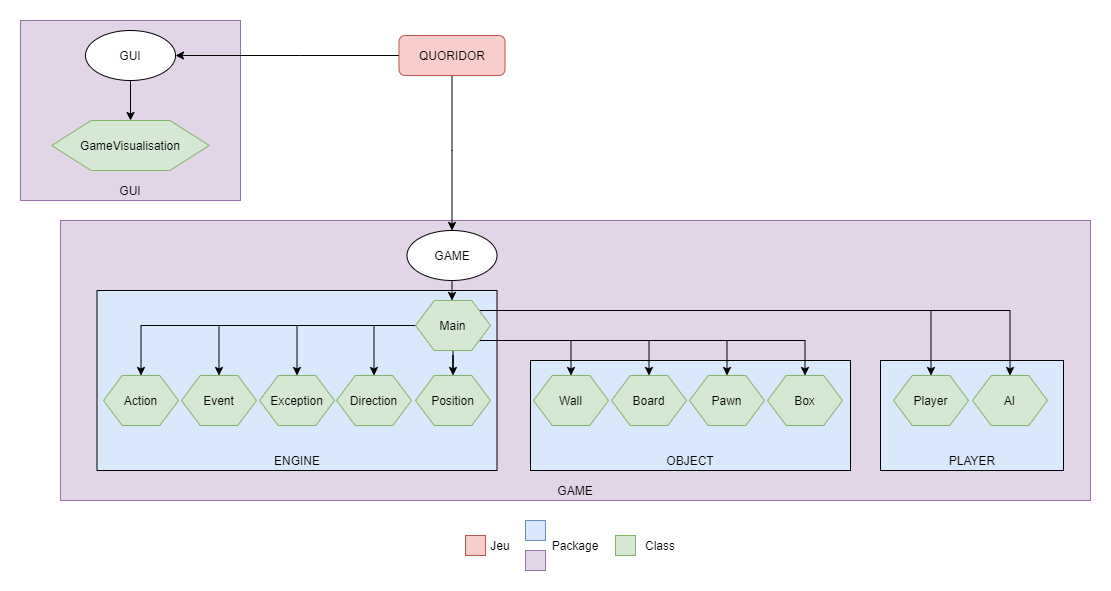 GUI
QUORIDOR
GameVisualisation
GUI
GAME
Main
Action
Event
Exception
Direction
Position
Wall
Board
Pawn
Box
Player
AI
ENGINE
OBJECT
PLAYER
GAME
Jeu
Package
Class